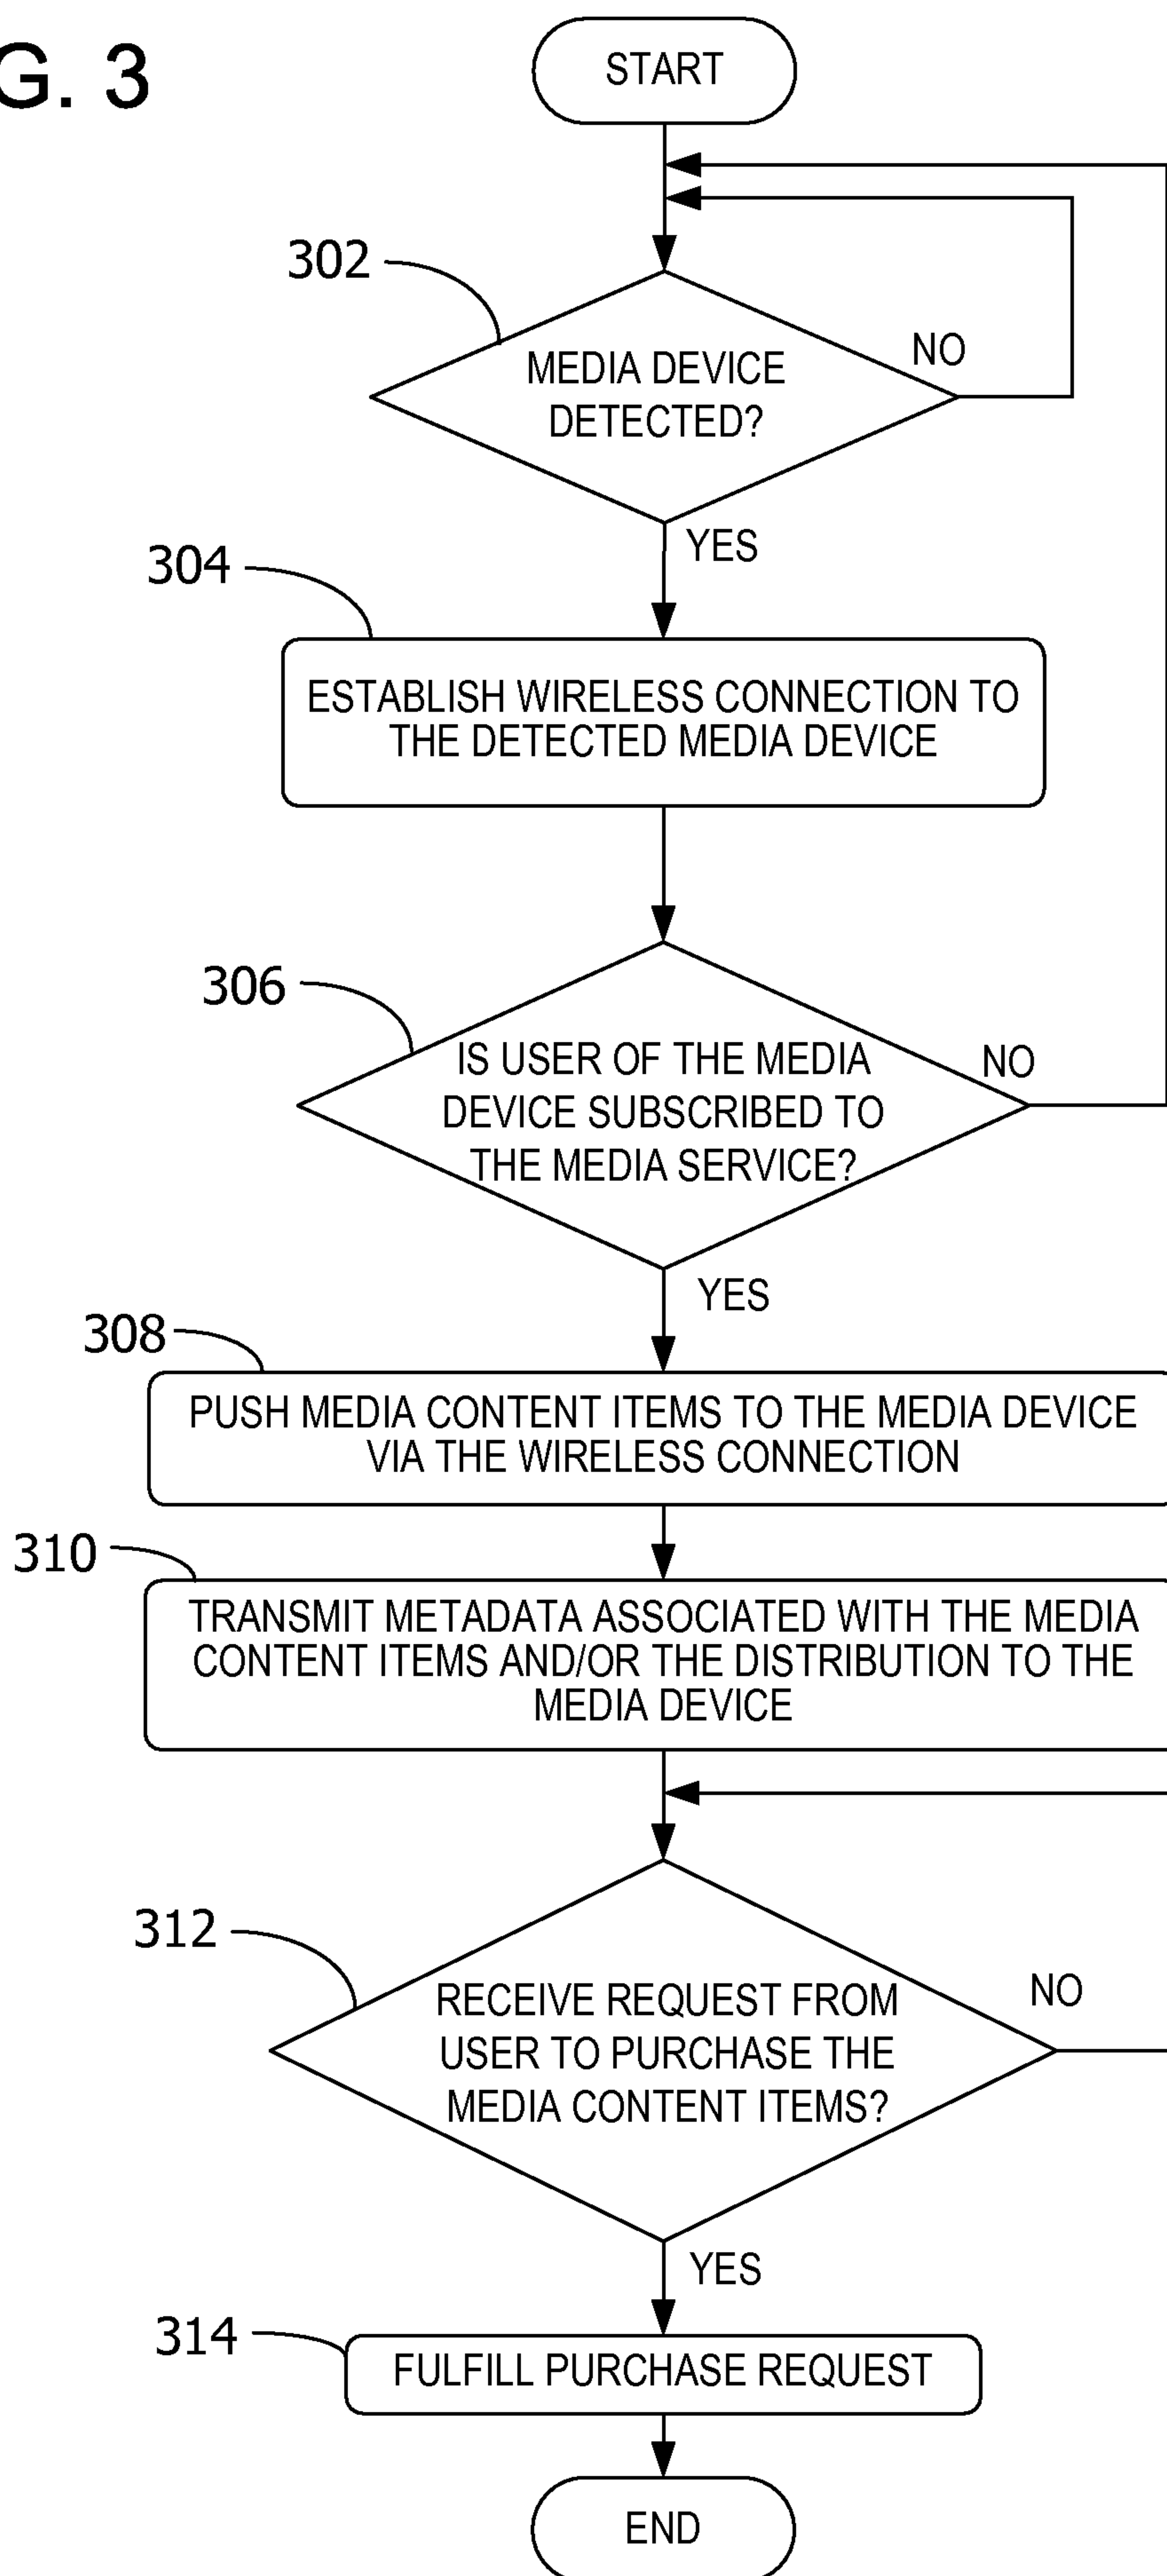 G. 3
START
302
MEDIA DEVICE
DETECTED?
NO
YES
304
ESTABLISH WIRELESS CONNECTION TO
THE DETECTED MEDIA DEVICE
306
IS USER OF THE MEDIA
DEVICE SUBSCRIBED TO
THE MEDIA SERVICE?
NO
YES
308
PUSH MEDIA CONTENT ITEMS TO THE MEDIA DEVICE
VIA THE WIRELESS CONNECTION
310
TRANSMIT METADATA ASSOCIATED WITH THE MEDIA
CONTENT ITEMS AND/OR THE DISTRIBUTION TO THE
MEDIA DEVICE
312
RECEIVE REQUEST FROM
USER TO PURCHASE THE
MEDIA CONTENT ITEMS?
NO
YES
314
FULFILL PURCHASE REQUEST
END